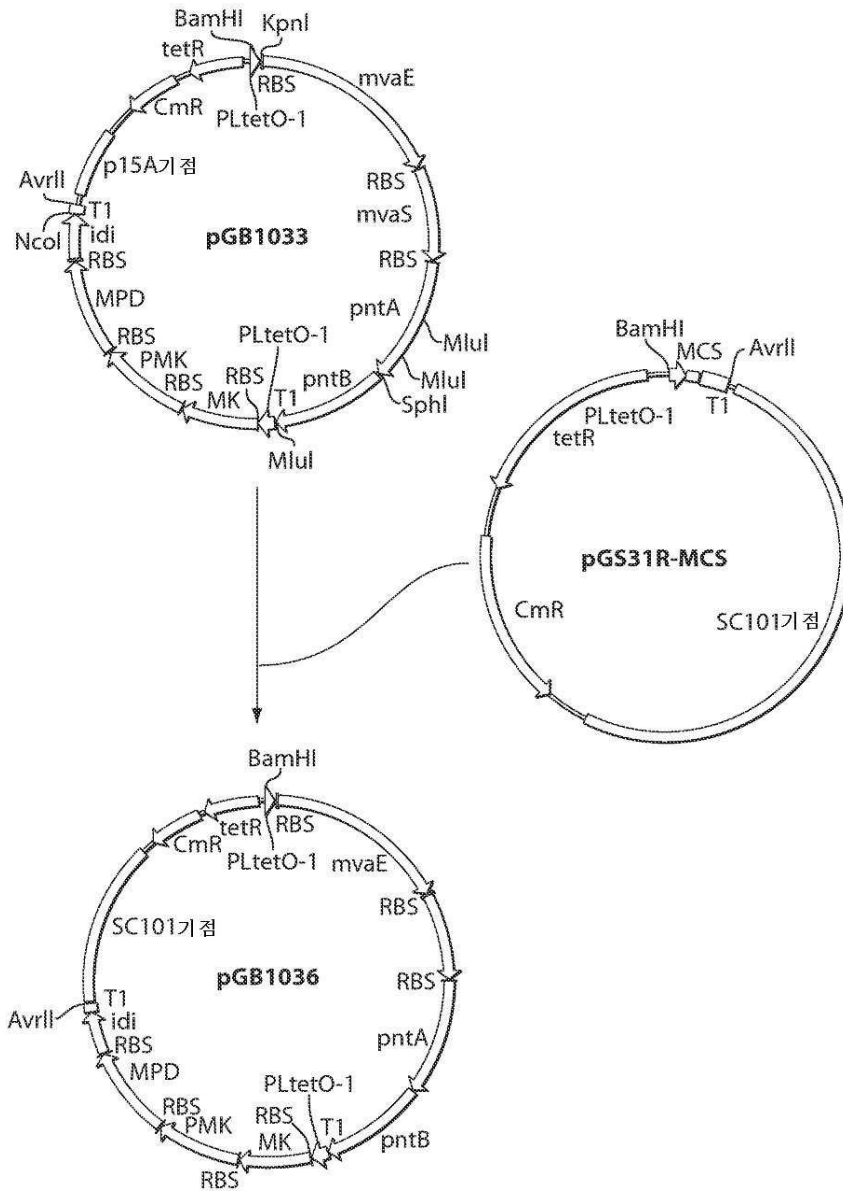 BamHI
KpnI
tetR
RBS
mvaE
CmR
PLtetO-1
p15A기점
AvrII
T1
RBS
mvaS
pGB1033
NcoI
idi
RBS
RBS
MPD
pntA
PLtetO-1
MluI
RBS
PMK
RBS
pntB
MluI
RBS
MK
T1
SphI
MluI
BamHI
MCS
AvrII
T1
PLtetO-1
tetR
pGS31R-MCS
CmR
SC101기점
BamHI
tetR
RBS
CmR
PLtetO-1
mvaE
RBS
SC101기점
pGB1036
RBS
T1
AvrII
idi
RBS
pntA
MPD
PLtetO-1
RBS
RBS
T1
PMK
MK
pntB
RBS